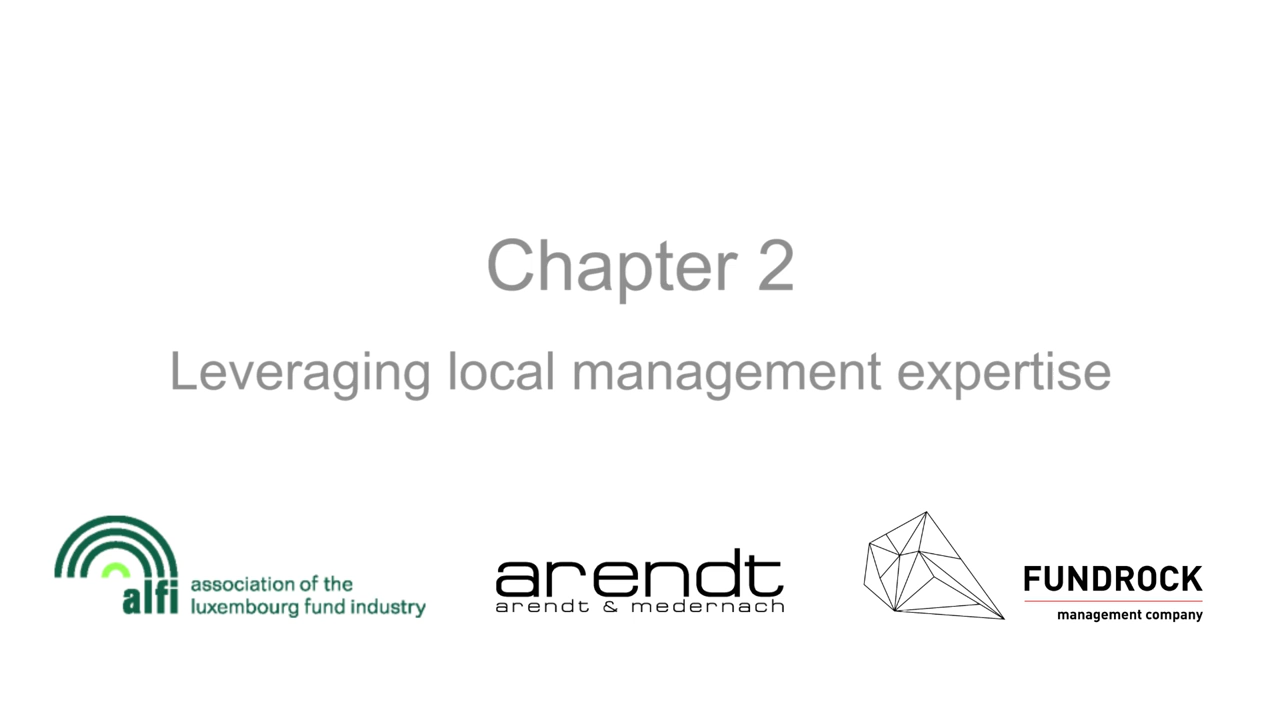 Chapter 2
Leveraging local management expertise
alfi
association of the
luxembourg fund industry
arendt
arendt & medernach
FUNDROCK
management company